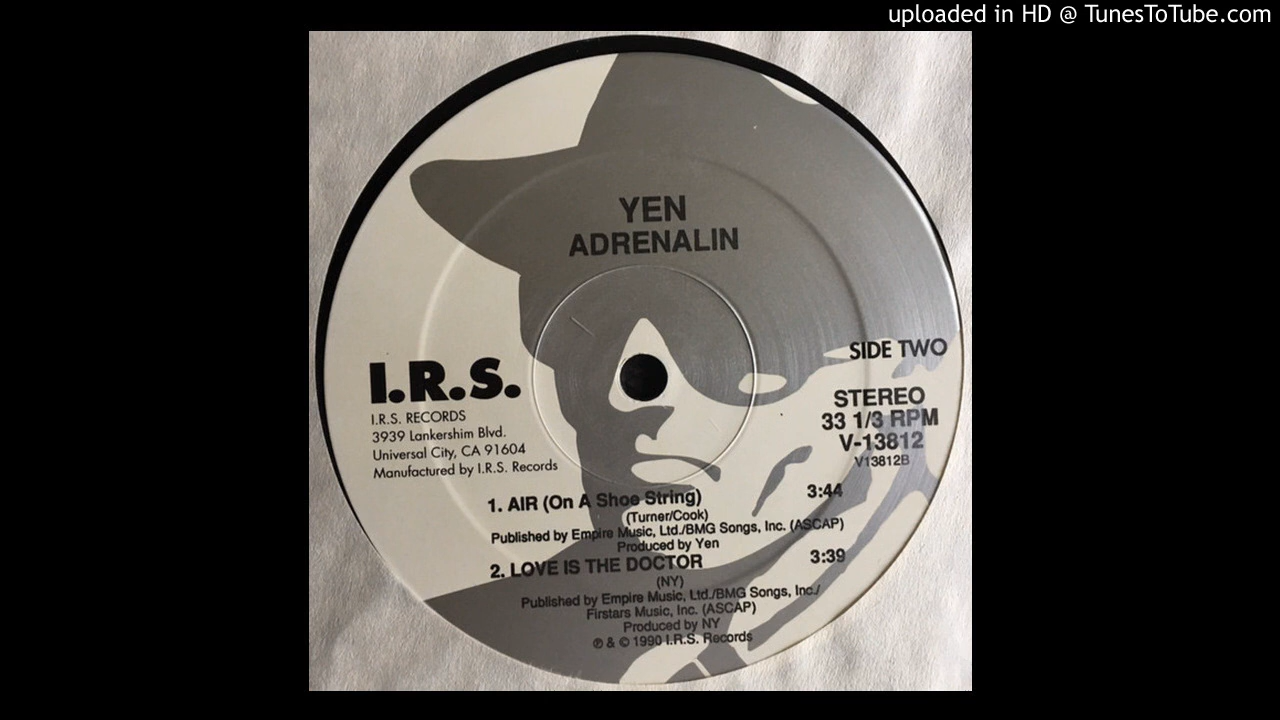 uploaded in HD @ TunesToTube.com
YEN
ADRENALIN
SIDE TWO
I.R.S.
I.R.S. RECORDS
3939 Lankershim Blvd.
Universal City, CA 91604
Manufactured by I.R.S. Records
STEREO
33 1/3 RPM
V-13812
V13812B
1. AIR (On A Shoe String) 3:44
(Turner/Cook)
Published by Empire Music, Ltd./BMG Songs, Inc. (ASCAP)
Produced by Yen
2. LOVE IS THE DOCTOR 3:39
(NY)
Published by Empire Music, Ltd./BMG Songs, Inc./
Firstars Music, Inc. (ASCAP)
Produced by NY
℗ & © 1990 I.R.S. Records